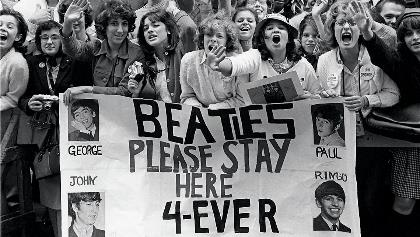 BEATLES
PLEASE STAY
HERE
4-EVER
GEORGE
PAUL
JOHN
RINGO